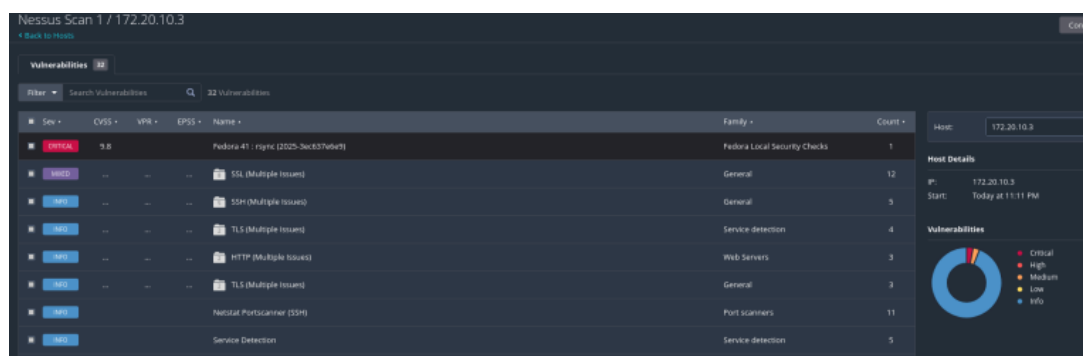 Nessus Scan 1 / 172.20.10.3
Back to Hosts
Con
Vulnerabilities 32
Filter Search Vulnerabilities 32 Vulnerabilities
Sev CVSS VPR EPSS Name Family Count
CRITICAL 9.8 Fedora 41 : rsync (2025-3ec637e6e9) Fedora Local Security Checks 1
MIXED ... ... ... SSL (Multiple Issues) General 12
INFO ... ... ... SSH (Multiple Issues) General 5
INFO ... ... ... TLS (Multiple Issues) Service detection 4
INFO ... ... ... HTTP (Multiple Issues) Web Servers 3
INFO ... ... ... TLS (Multiple Issues) General 3
INFO Netstat Portscanner (SSH) Port scanners 11
INFO Service Detection Service detection 5
Host: 172.20.10.3
Host Details
IP: 172.20.10.3
Start: Today at 11:11 PM
Vulnerabilities
Critical
High
Medium
Low
Info